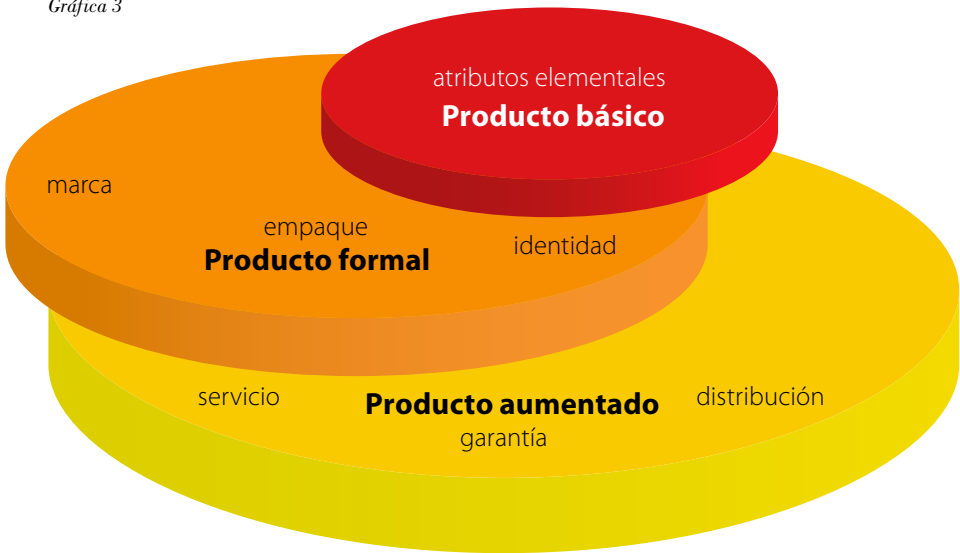 Gráfica 3
atributos elementales
Producto básico
marca
empaque
Producto formal
identidad
servicio
Producto aumentado
distribución
garantía